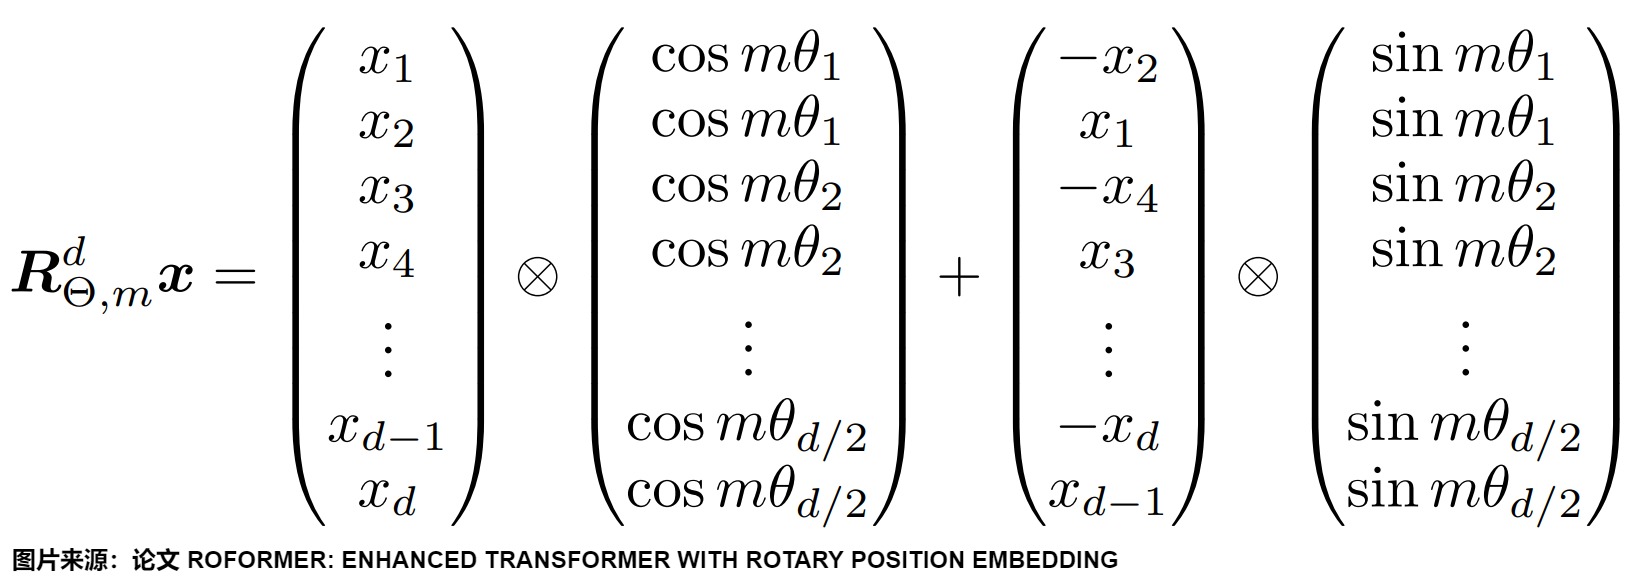 $$\boldsymbol{R}^d_{\Theta,m}\boldsymbol{x} = \begin{pmatrix} x_1 \\ x_2 \\ x_3 \\ x_4 \\ \vdots \\ x_{d-1} \\ x_d \end{pmatrix} \otimes \begin{pmatrix} \cos m\theta_1 \\ \cos m\theta_1 \\ \cos m\theta_2 \\ \cos m\theta_2 \\ \vdots \\ \cos m\theta_{d/2} \\ \cos m\theta_{d/2} \end{pmatrix} + \begin{pmatrix} -x_2 \\ x_1 \\ -x_4 \\ x_3 \\ \vdots \\ -x_d \\ x_{d-1} \end{pmatrix} \otimes \begin{pmatrix} \sin m\theta_1 \\ \sin m\theta_1 \\ \sin m\theta_2 \\ \sin m\theta_2 \\ \vdots \\ \sin m\theta_{d/2} \\ \sin m\theta_{d/2} \end{pmatrix}$$
图片来源：论文 ROFORMER: ENHANCED TRANSFORMER WITH ROTARY POSITION EMBEDDING